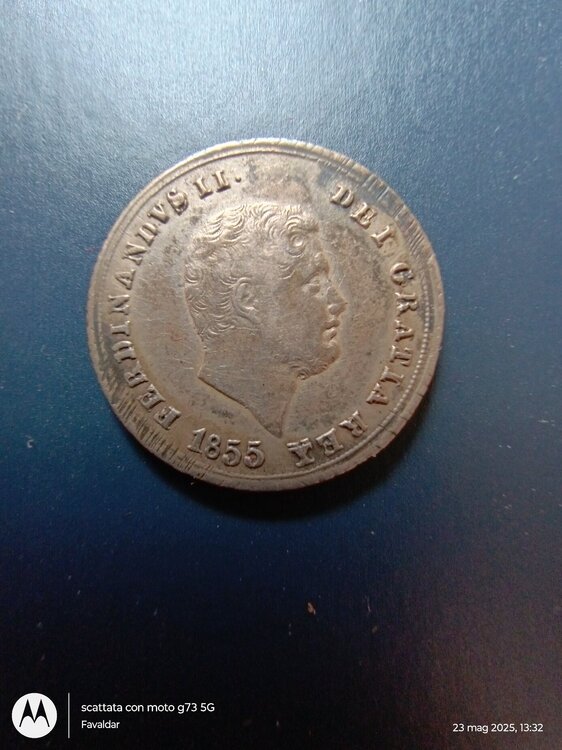 FERDINANDVS II. DEI GRATIA REX
1855
scattata con moto g73 5G
Favaldar
23 mag 2025, 13:32